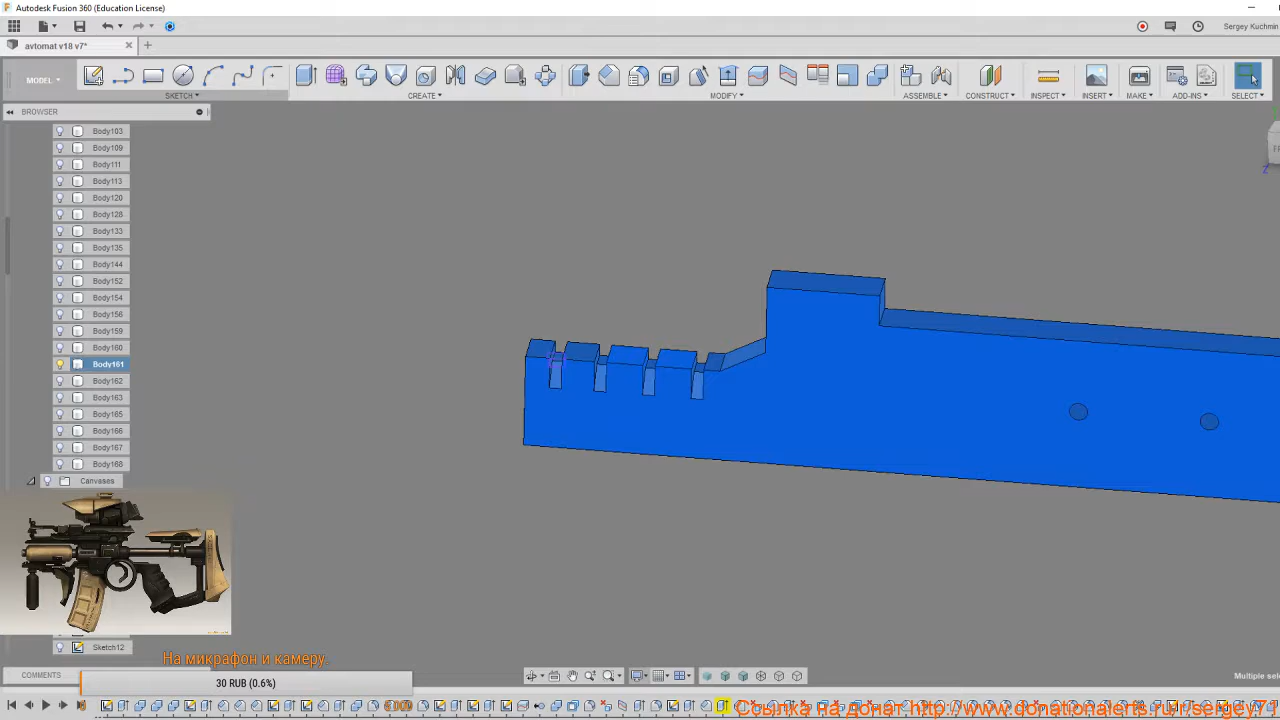 Autodesk Fusion 360 (Education License)
Sergey Kuchmin
avtomat v18 v7*
MODEL
SKETCH
CREATE
MODIFY
ASSEMBLE
CONSTRUCT
INSPECT
INSERT
MAKE
ADD-INS
SELECT
BROWSER
Body103
Body109
Body111
Body113
Body120
Body128
Body133
Body135
Body144
Body152
Body154
Body156
Body159
Body160
Body161
Body162
Body163
Body165
Body166
Body167
Body168
Canvases
Sketch12
На микрофон и камеру.
COMMENTS
30 RUB (0.6%)
Multiple sel
Ссылка на донат:http://www.donationalerts.ru/r/sergey71